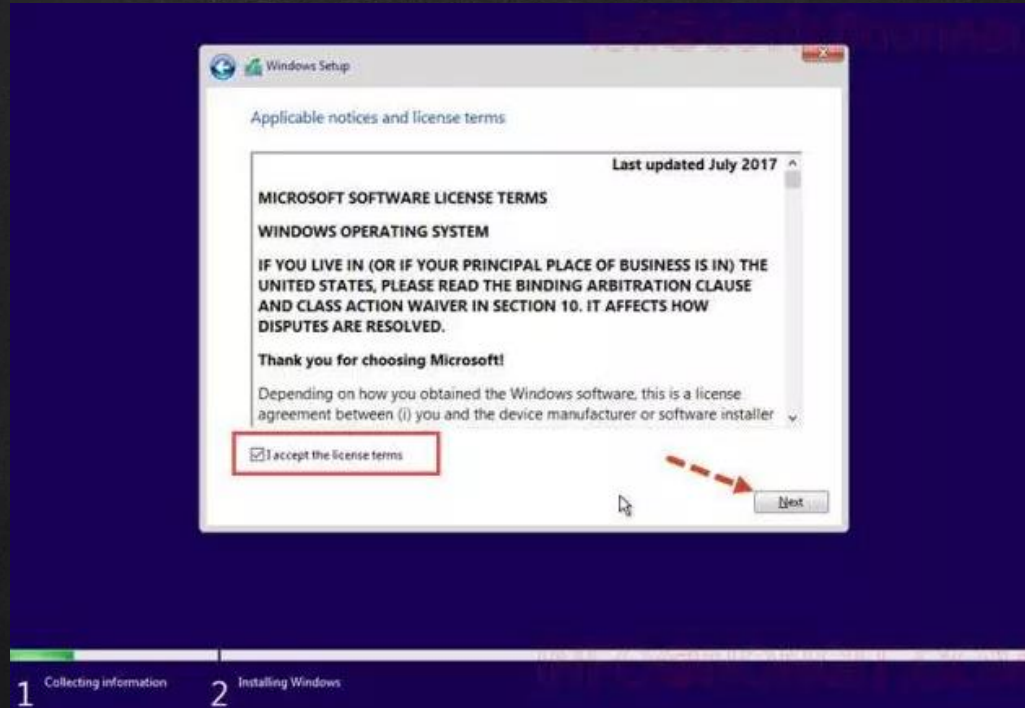 Windows Setup
Applicable notices and license terms
Last updated July 2017
MICROSOFT SOFTWARE LICENSE TERMS
WINDOWS OPERATING SYSTEM
IF YOU LIVE IN (OR IF YOUR PRINCIPAL PLACE OF BUSINESS IS IN) THE
UNITED STATES, PLEASE READ THE BINDING ARBITRATION CLAUSE
AND CLASS ACTION WAIVER IN SECTION 10. IT AFFECTS HOW
DISPUTES ARE RESOLVED.
Thank you for choosing Microsoft!
Depending on how you obtained the Windows software, this is a license
agreement between (i) you and the device manufacturer or software installer
I accept the license terms
Next
1 Collecting information
2 Installing Windows